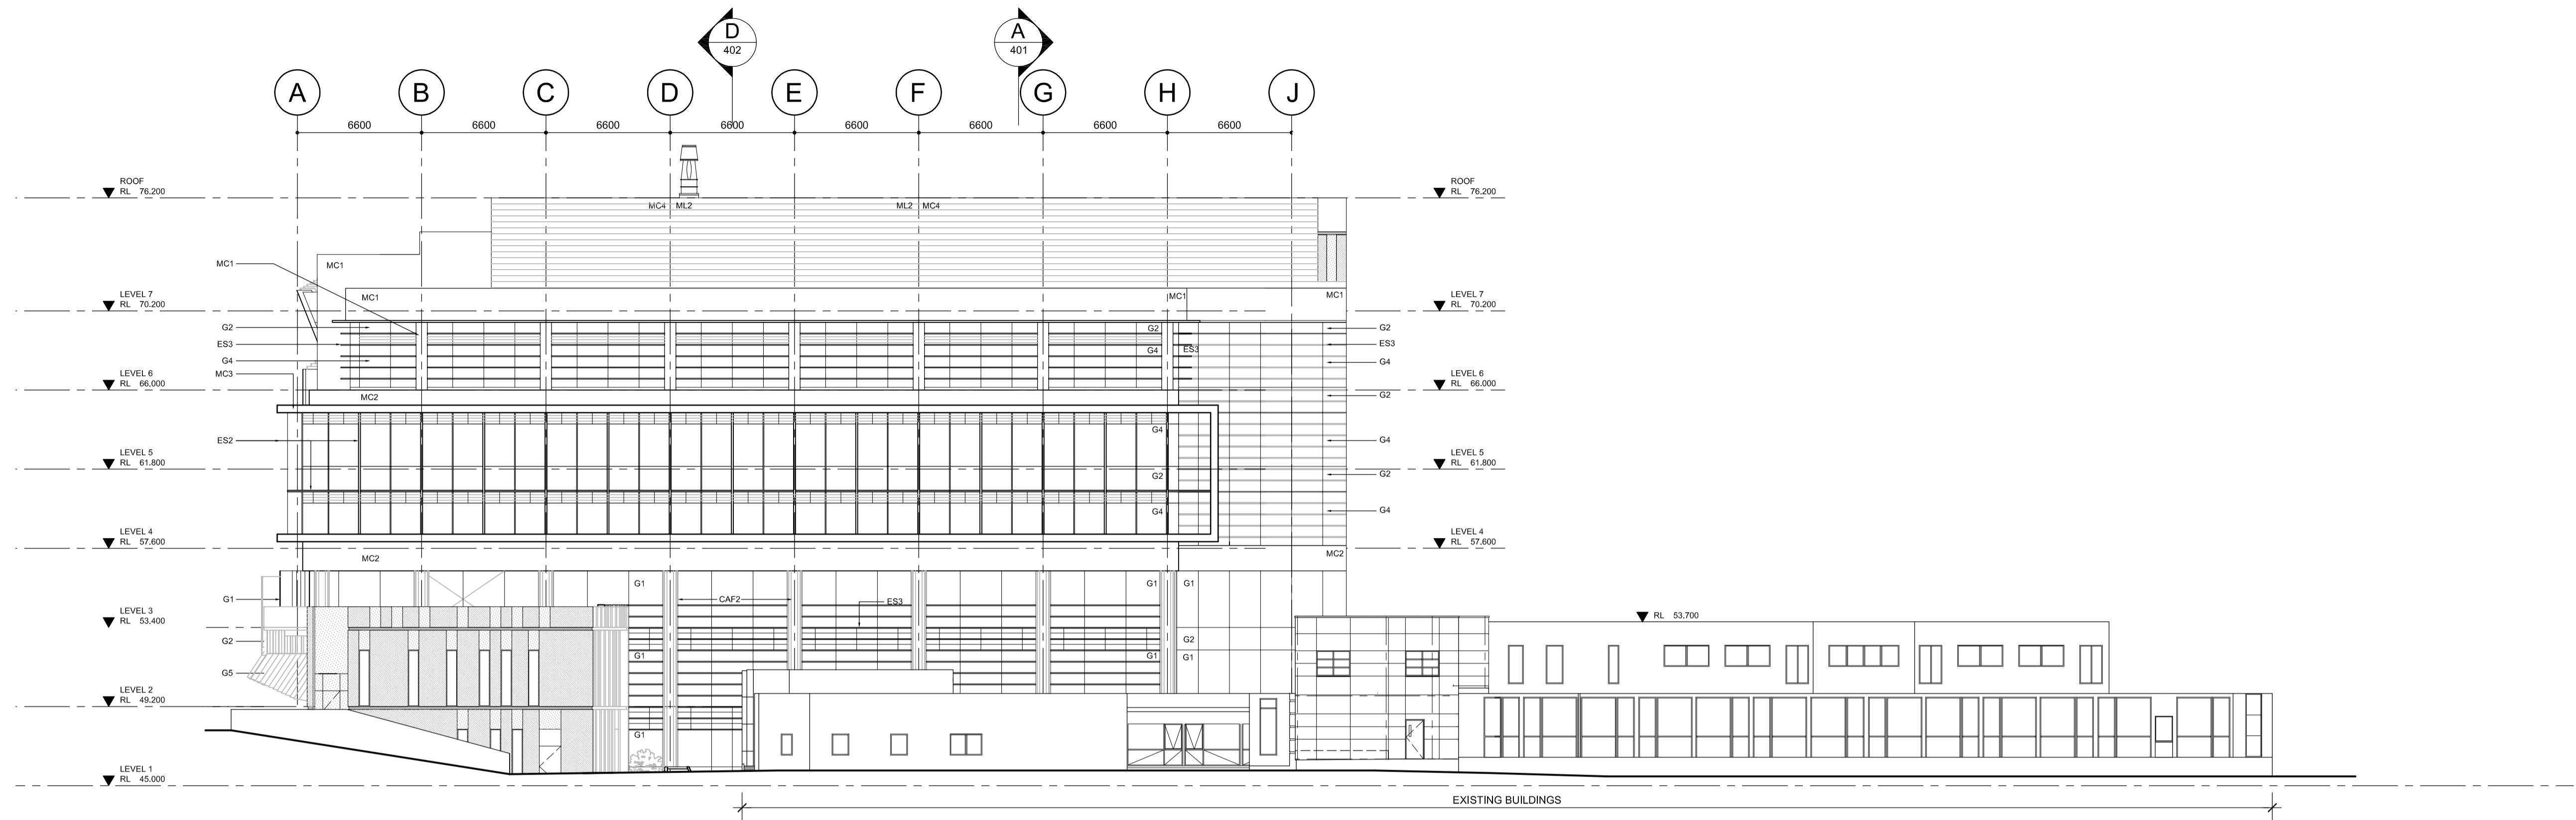 D
402
A
401
A B C D E F G H J
6600 6600 6600 6600 6600 6600 6600 6600
ROOF
RL 76.200
ROOF
RL 76.200
MC4 ML2
ML2 MC4
MC1
MC1
LEVEL 7
RL 70.200
MC1
MC1
MC1
LEVEL 7
RL 70.200
G2
G2
G2
ES3
ES3
ES3
G4
G4
G4
MC3
LEVEL 6
RL 66.000
LEVEL 6
RL 66.000
MC2
G2
G4
ES2
G4
LEVEL 5
RL 61.800
G2
G2
LEVEL 5
RL 61.800
G4
G4
LEVEL 4
RL 57.600
LEVEL 4
RL 57.600
MC2
MC2
G1
G1
G1
G1
CAF2
ES3
LEVEL 3
RL 53.400
RL 53.700
G2
G2
G5
G1
G1
G1
LEVEL 2
RL 49.200
G1
LEVEL 1
RL 45.000
EXISTING BUILDINGS